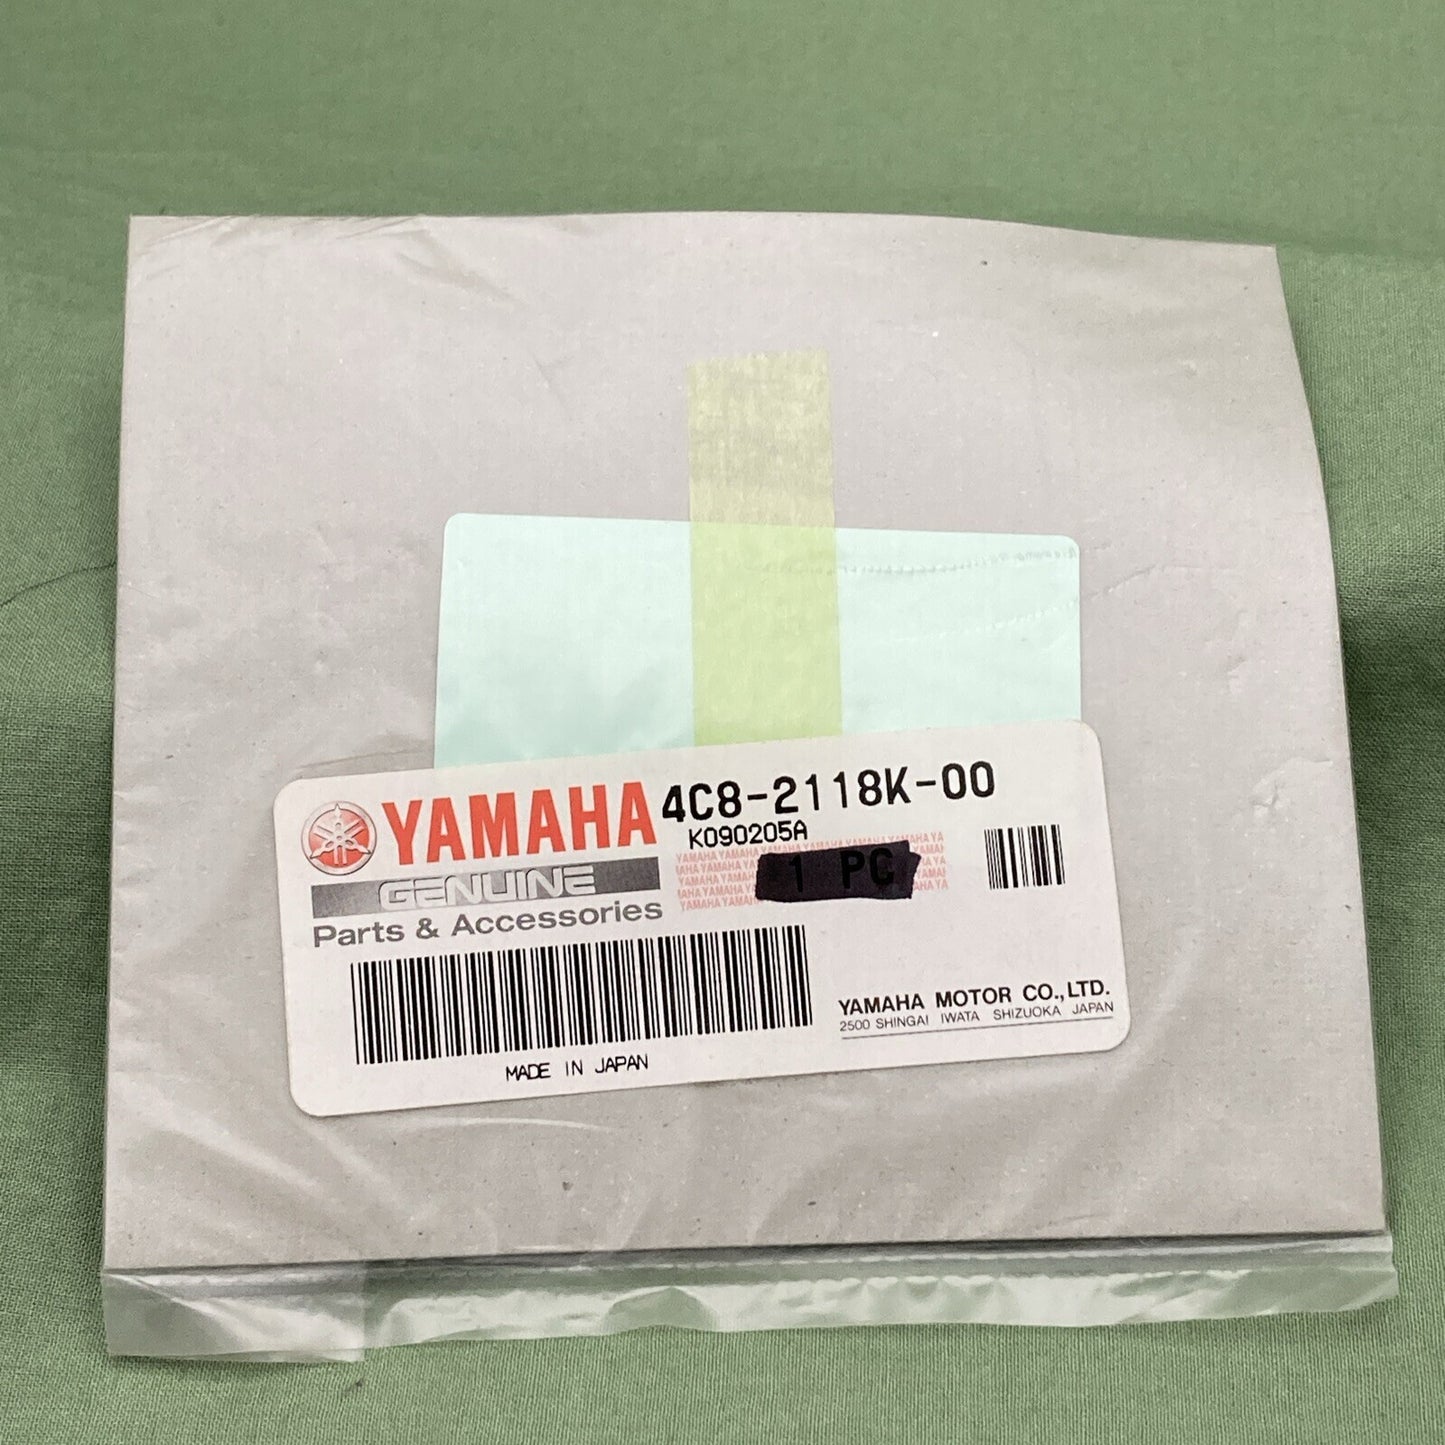 YAMAHA 4C8-2118K-00
K090205A
GENUINE
1 PC
Parts & Accessories
YAMAHA MOTOR CO.,LTD.
2500 SHINGAI IWATA SHIZUOKA JAPAN
MADE IN JAPAN